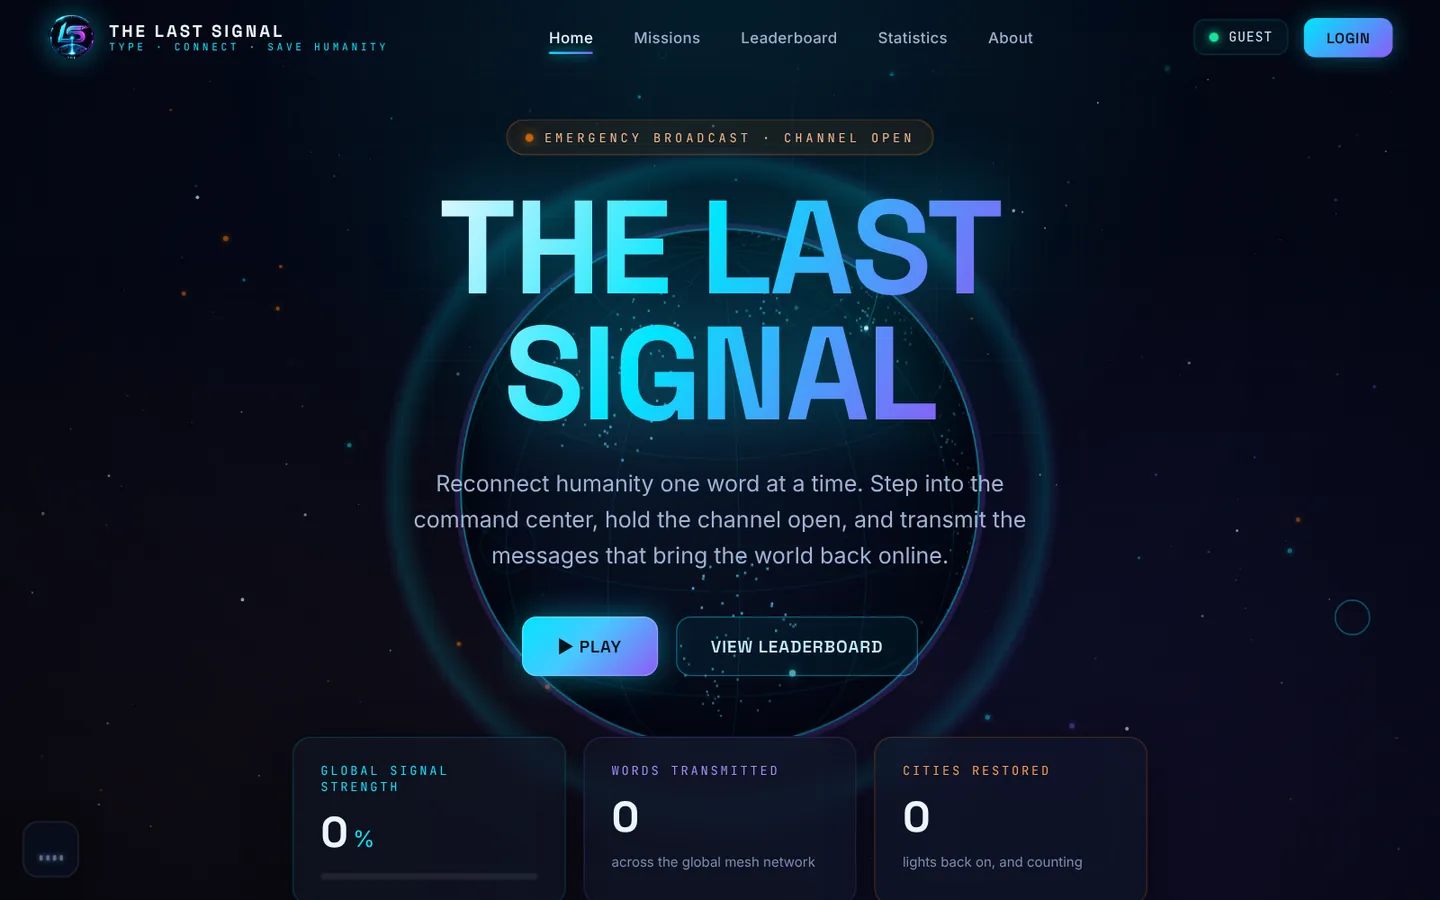 THE LAST SIGNAL
TYPE · CONNECT · SAVE HUMANITY
Home
Missions
Leaderboard
Statistics
About
GUEST
LOGIN
EMERGENCY BROADCAST · CHANNEL OPEN
THE LAST
SIGNAL
Reconnect humanity one word at a time. Step into the
command center, hold the channel open, and transmit the
messages that bring the world back online.
▶ PLAY
VIEW LEADERBOARD
GLOBAL SIGNAL
STRENGTH
0 %
WORDS TRANSMITTED
0
across the global mesh network
CITIES RESTORED
0
lights back on, and counting